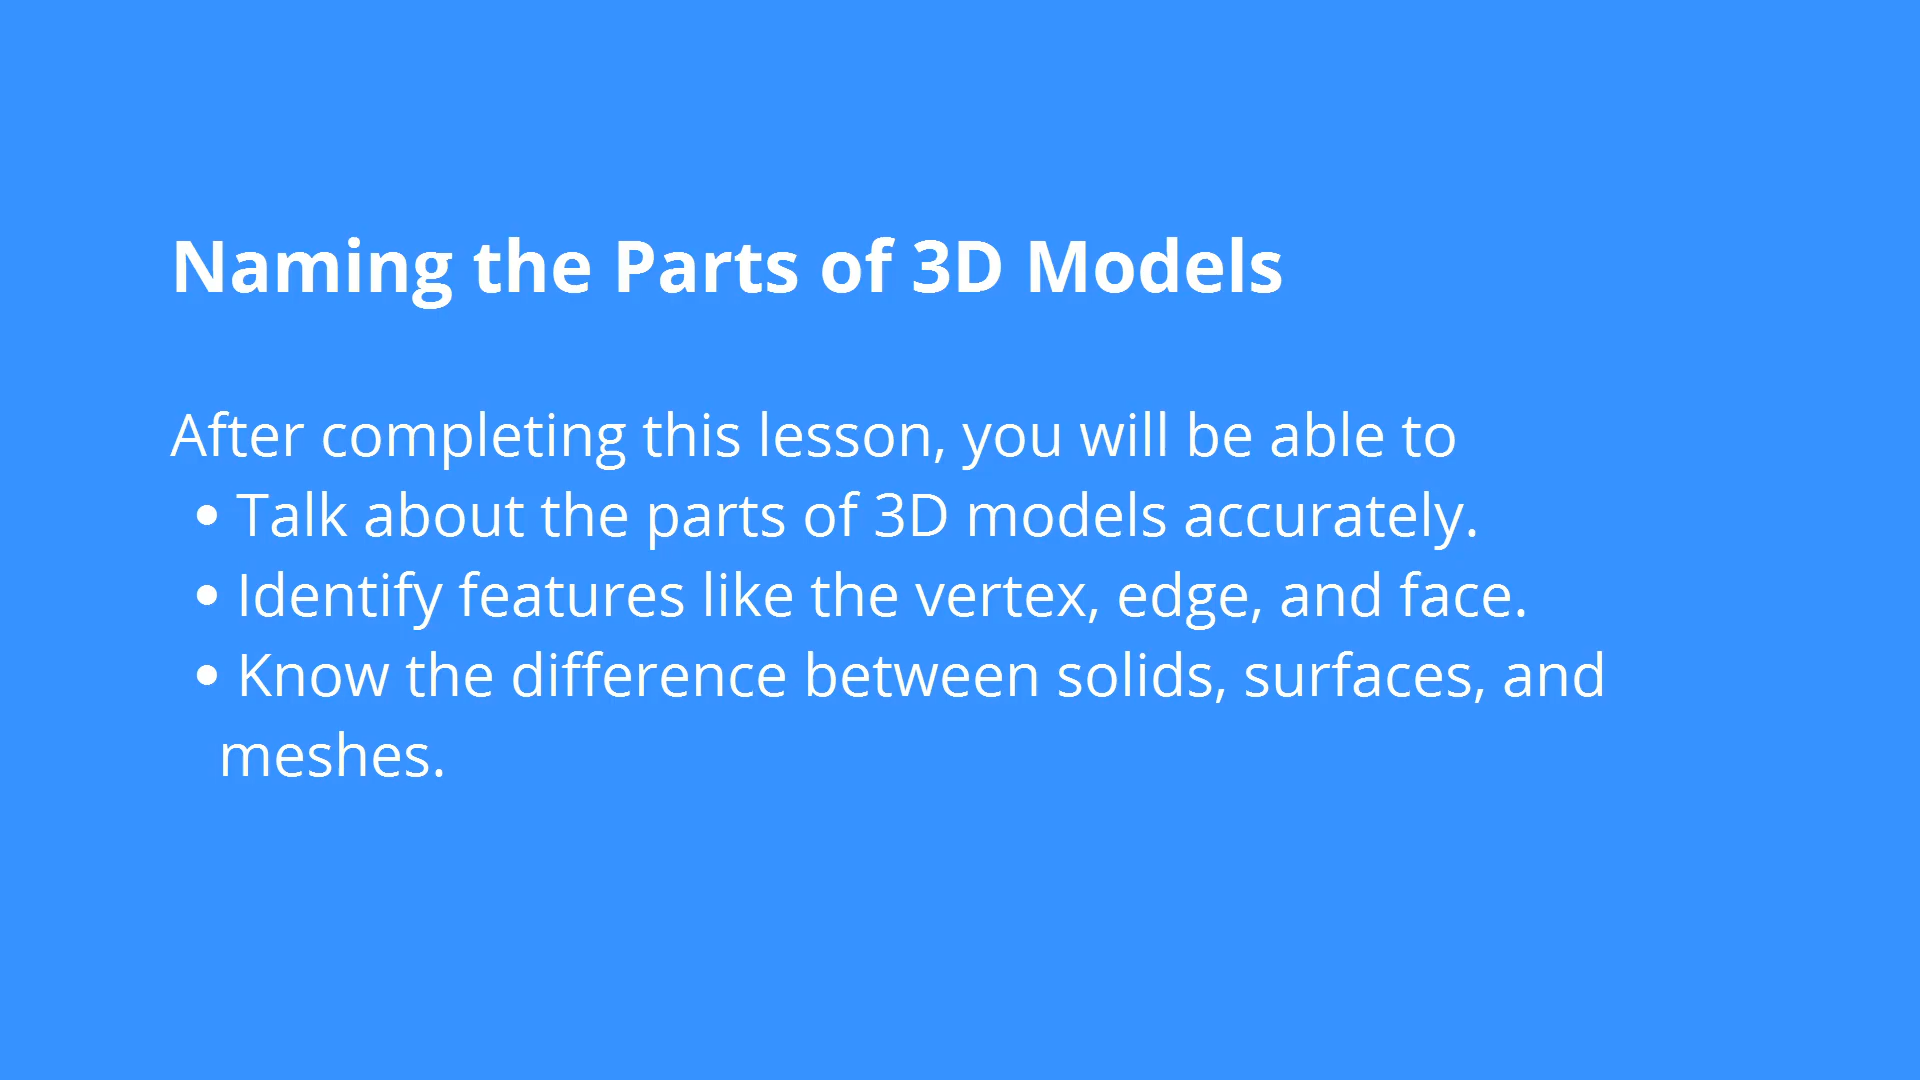 Naming the Parts of 3D Models
After completing this lesson, you will be able to
• Talk about the parts of 3D models accurately.
• Identify features like the vertex, edge, and face.
• Know the difference between solids, surfaces, and
meshes.